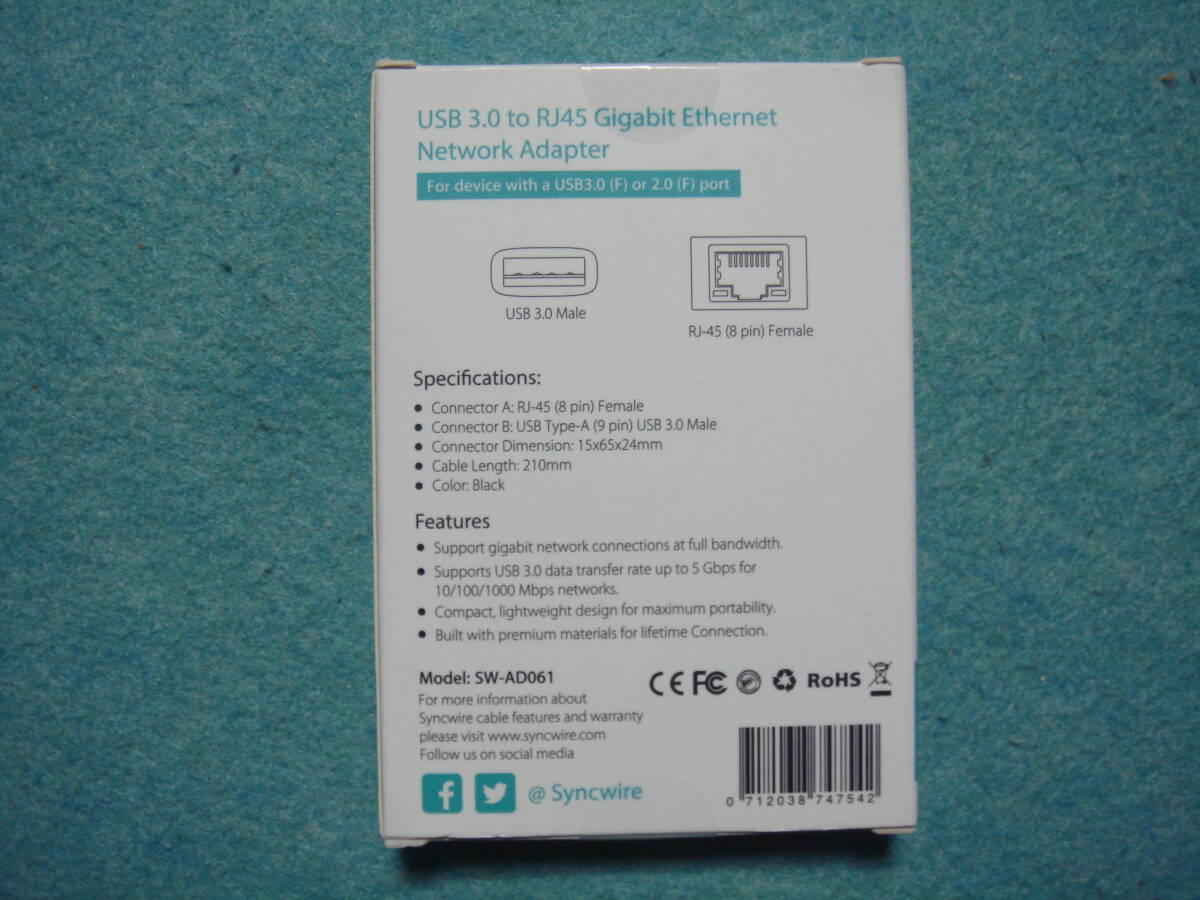 USB 3.0 to RJ45 Gigabit Ethernet
Network Adapter
For device with a USB3.0 (F) or 2.0 (F) port
USB 3.0 Male
RJ-45 (8 pin) Female
Specifications:
• Connector A: RJ-45 (8 pin) Female
• Connector B: USB Type-A (9 pin) USB 3.0 Male
• Connector Dimension: 15x65x24mm
• Cable Length: 210mm
• Color: Black
Features
• Support gigabit network connections at full bandwidth.
• Supports USB 3.0 data transfer rate up to 5 Gbps for
10/100/1000 Mbps networks.
• Compact, lightweight design for maximum portability.
• Built with premium materials for lifetime Connection.
Model: SW-AD061
For more information about
Syncwire cable features and warranty
please visit www.syncwire.com
Follow us on social media
@ Syncwire
CE FC RoHS
0 712038 747542